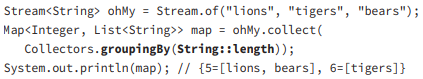 Stream<String> ohMy = Stream.of("lions", "tigers", "bears");
Map<Integer, List<String>> map = ohMy.collect(
Collectors.groupingBy(String::length));
System.out.println(map); // {5=[lions, bears], 6=[tigers]}